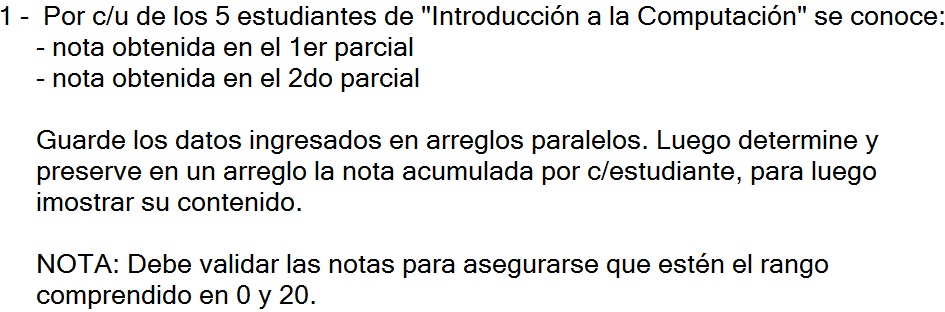 1 - Por c/u de los 5 estudiantes de "Introducción a la Computación" se conoce:
- nota obtenida en el 1er parcial
- nota obtenida en el 2do parcial
Guarde los datos ingresados en arreglos paralelos. Luego determine y
preserve en un arreglo la nota acumulada por c/estudiante, para luego
imostrar su contenido.
NOTA: Debe validar las notas para asegurarse que estén el rango
comprendido en 0 y 20.